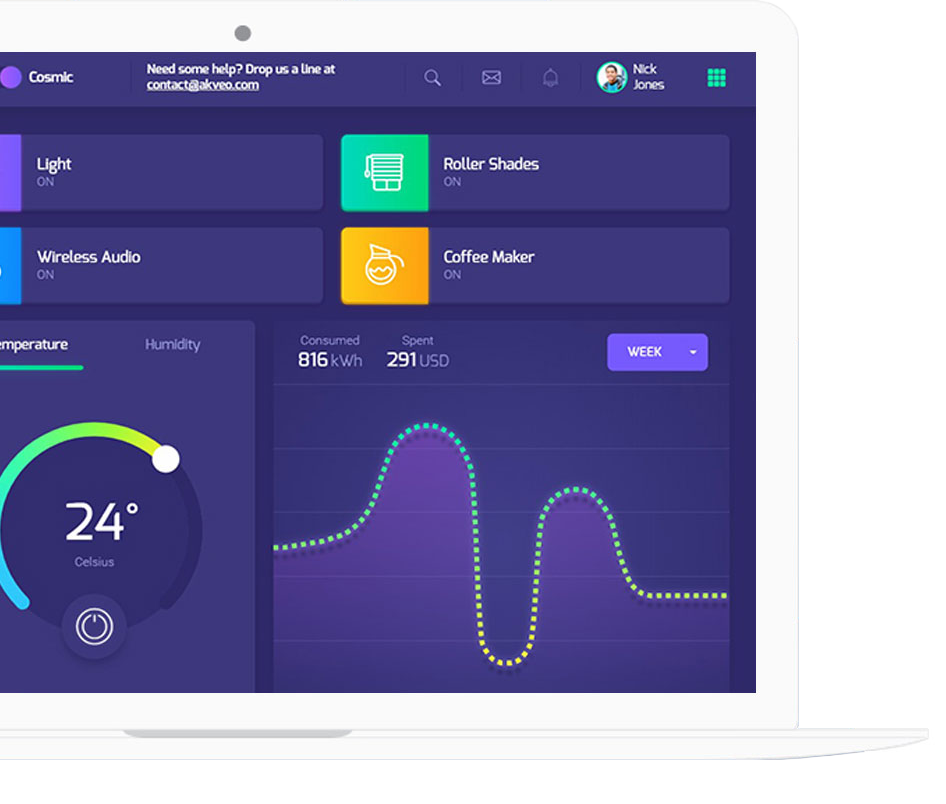 Cosmic
Need some help? Drop us a line at
contact@akveo.com
Nick
Jones
Light
ON
Roller Shades
ON
Wireless Audio
ON
Coffee Maker
ON
emperature
Humidity
Consumed
816 kWh
Spent
291 USD
WEEK
24°
Celsius